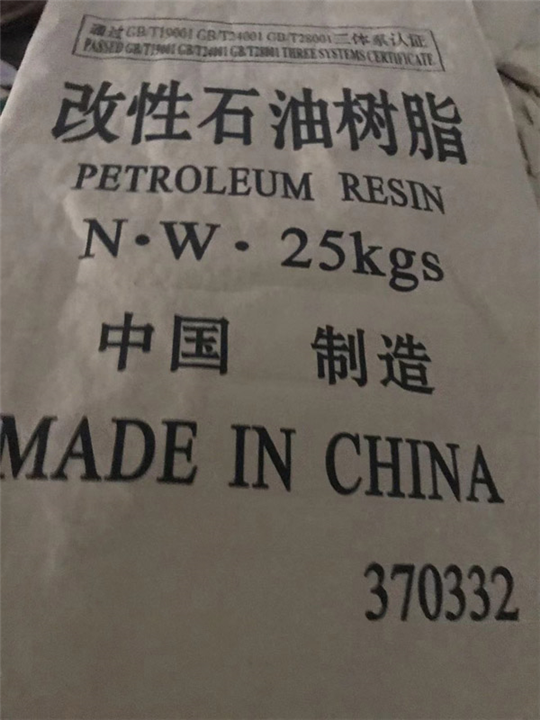 通过GB/T19001 GB/T24001 GB/T28001三体系认证
PASSED GB/T19001 GB/T24001 GB/T28001 THREE SYSTEMS CERTIFICATE
改性石油树脂
PETROLEUM RESIN
N·W· 25kgs
中国 制造
MADE IN CHINA
370332